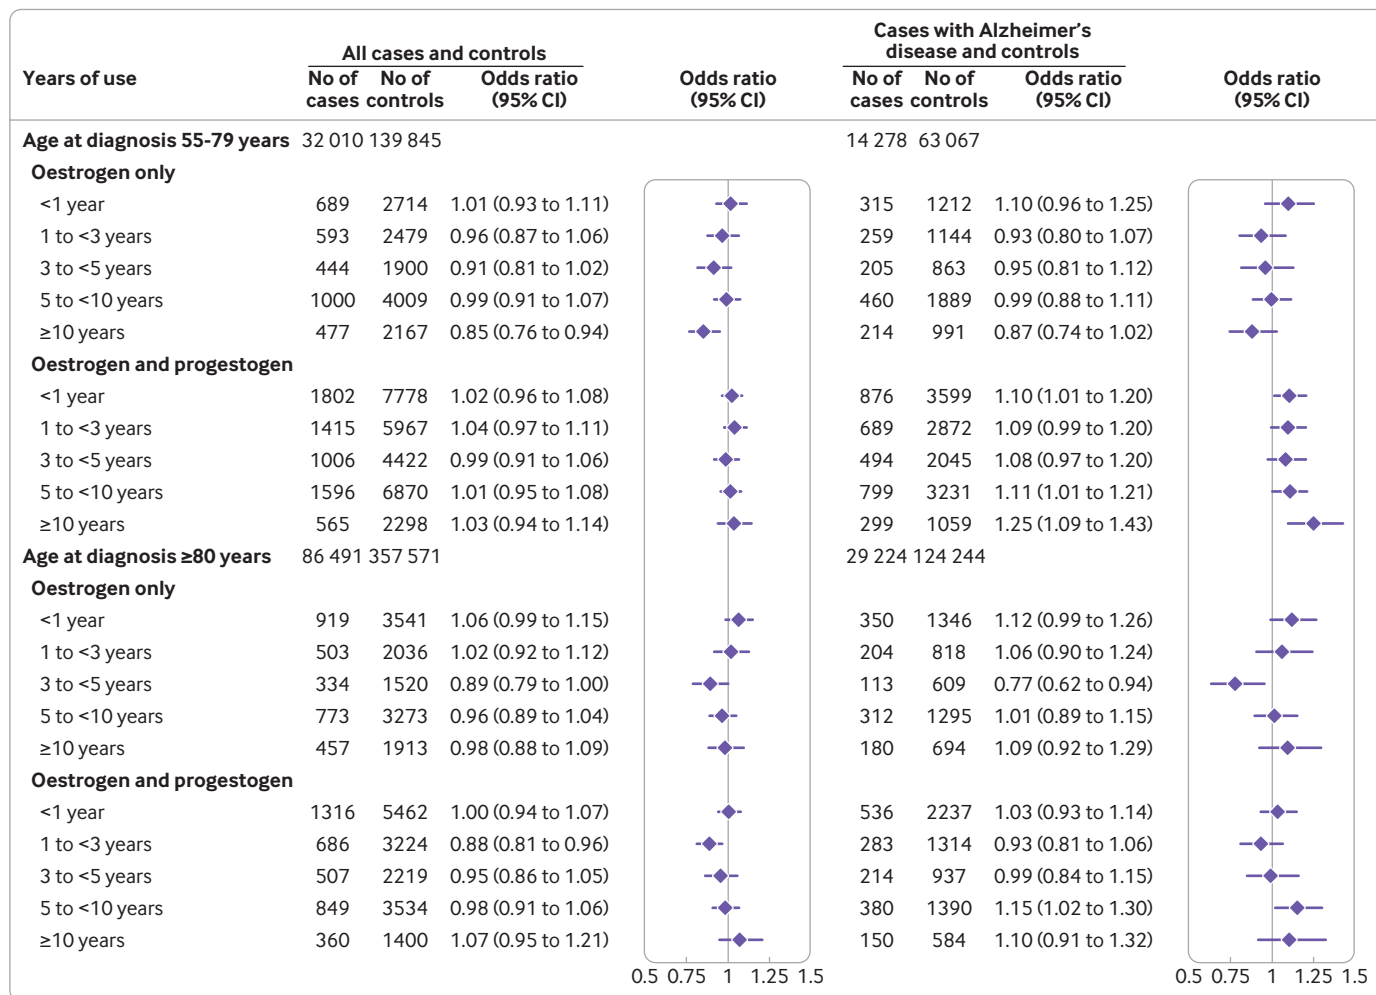 All cases and controls
Cases with Alzheimer's
disease and controls
Years of use No of cases No of controls Odds ratio (95% CI) Odds ratio (95% CI) No of cases No of controls Odds ratio (95% CI) Odds ratio (95% CI)
Age at diagnosis 55-79 years 32 010 139 845 14 278 63 067
Oestrogen only
<1 year 689 2714 1.01 (0.93 to 1.11) 315 1212 1.10 (0.96 to 1.25)
1 to <3 years 593 2479 0.96 (0.87 to 1.06) 259 1144 0.93 (0.80 to 1.07)
3 to <5 years 444 1900 0.91 (0.81 to 1.02) 205 863 0.95 (0.81 to 1.12)
5 to <10 years 1000 4009 0.99 (0.91 to 1.07) 460 1889 0.99 (0.88 to 1.11)
≥10 years 477 2167 0.85 (0.76 to 0.94) 214 991 0.87 (0.74 to 1.02)
Oestrogen and progestogen
<1 year 1802 7778 1.02 (0.96 to 1.08) 876 3599 1.10 (1.01 to 1.20)
1 to <3 years 1415 5967 1.04 (0.97 to 1.11) 689 2872 1.09 (0.99 to 1.20)
3 to <5 years 1006 4422 0.99 (0.91 to 1.06) 494 2045 1.08 (0.97 to 1.20)
5 to <10 years 1596 6870 1.01 (0.95 to 1.08) 799 3231 1.11 (1.01 to 1.21)
≥10 years 565 2298 1.03 (0.94 to 1.14) 299 1059 1.25 (1.09 to 1.43)
Age at diagnosis ≥80 years 86 491 357 571 29 224 124 244
Oestrogen only
<1 year 919 3541 1.06 (0.99 to 1.15) 350 1346 1.12 (0.99 to 1.26)
1 to <3 years 503 2036 1.02 (0.92 to 1.12) 204 818 1.06 (0.90 to 1.24)
3 to <5 years 334 1520 0.89 (0.79 to 1.00) 113 609 0.77 (0.62 to 0.94)
5 to <10 years 773 3273 0.96 (0.89 to 1.04) 312 1295 1.01 (0.89 to 1.15)
≥10 years 457 1913 0.98 (0.88 to 1.09) 180 694 1.09 (0.92 to 1.29)
Oestrogen and progestogen
<1 year 1316 5462 1.00 (0.94 to 1.07) 536 2237 1.03 (0.93 to 1.14)
1 to <3 years 686 3224 0.88 (0.81 to 0.96) 283 1314 0.93 (0.81 to 1.06)
3 to <5 years 507 2219 0.95 (0.86 to 1.05) 214 937 0.99 (0.84 to 1.15)
5 to <10 years 849 3534 0.98 (0.91 to 1.06) 380 1390 1.15 (1.02 to 1.30)
≥10 years 360 1400 1.07 (0.95 to 1.21) 150 584 1.10 (0.91 to 1.32)
0.5 0.75 1 1.25 1.5 0.5 0.75 1 1.25 1.5